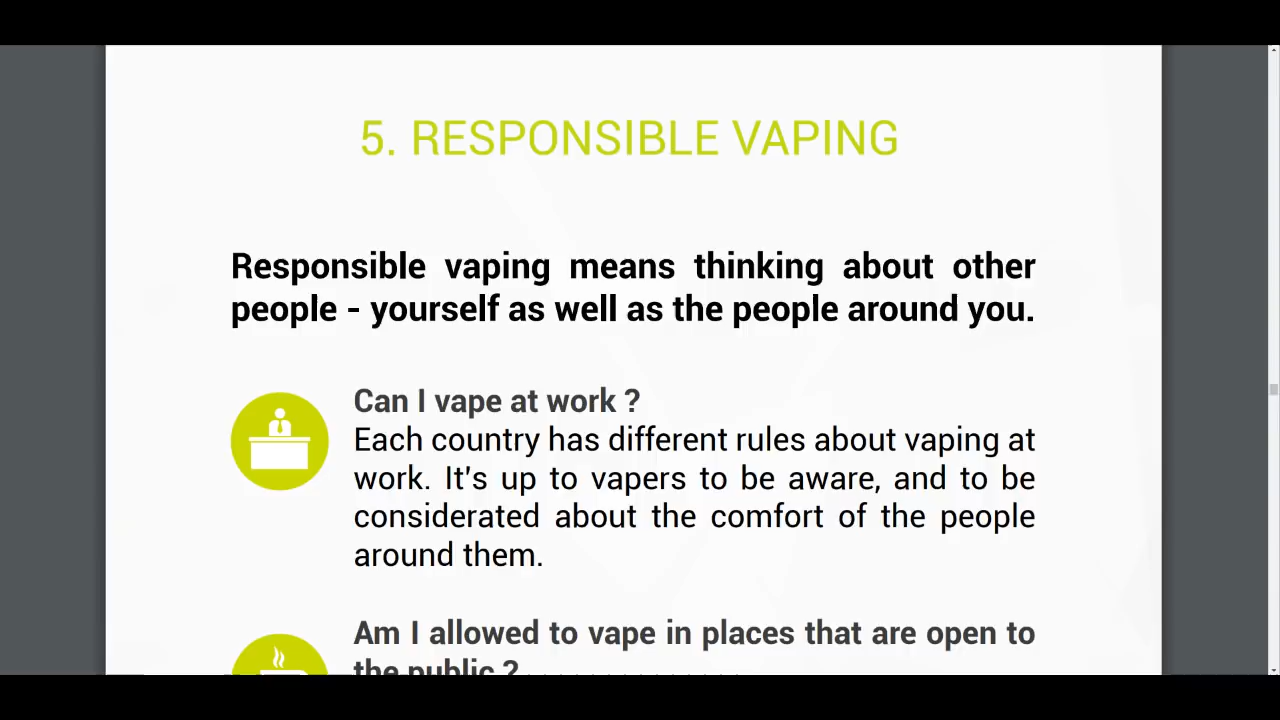 5. RESPONSIBLE VAPING
Responsible vaping means thinking about other
people - yourself as well as the people around you.
Can I vape at work ?
Each country has different rules about vaping at
work. It's up to vapers to be aware, and to be
considerated about the comfort of the people
around them.
Am I allowed to vape in places that are open to
the public ?